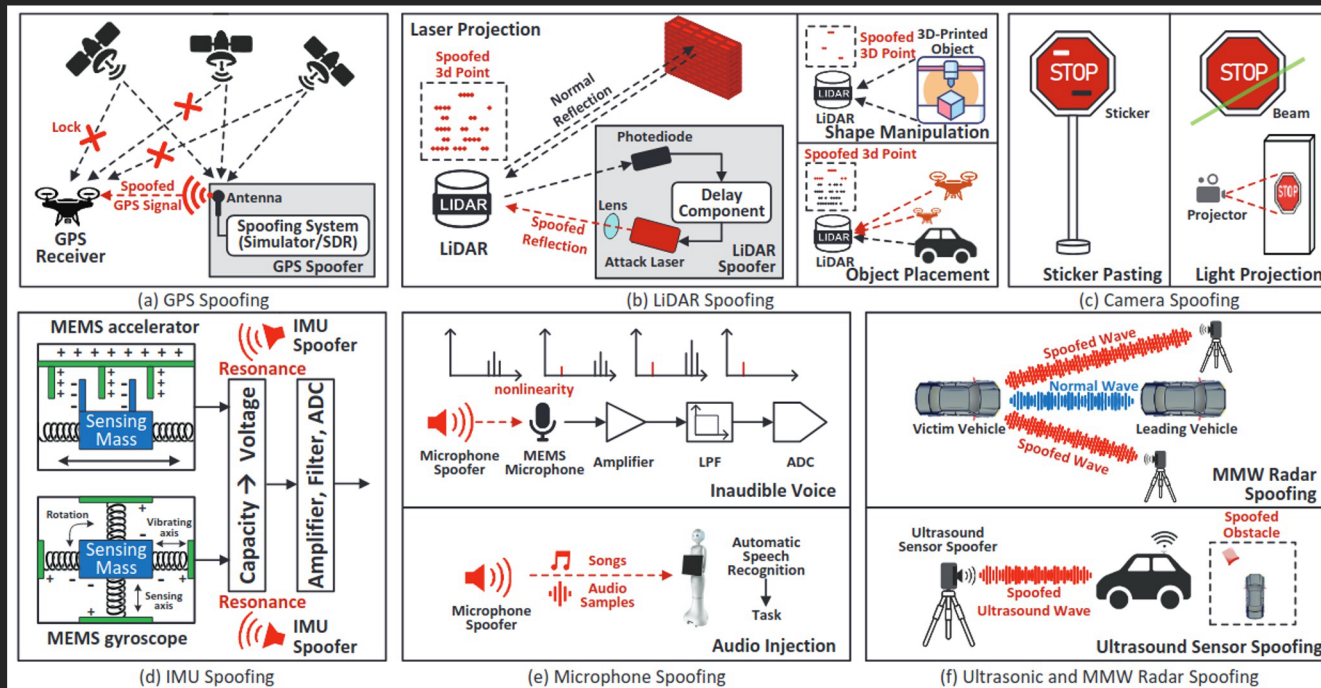 Lock
Spoofed
GPS Signal
Antenna
GPS
Receiver
Spoofing System
(Simulator/SDR)
GPS Spoofer
(a) GPS Spoofing
Laser Projection
Spoofed
3d Point
Normal
Reflection
Photediode
Delay
Component
LIDAR
LiDAR
Lens
Spoofed
Reflection
Attack Laser
LiDAR
Spoofer
Spoofed
3D Point
3D-Printed
Object
LIDAR
LiDAR
Shape Manipulation
Spoofed 3d Point
LIDAR
LiDAR
Object Placement
(b) LiDAR Spoofing
STOP
Sticker
Sticker Pasting
STOP
Beam
Projector
STOP
Light Projection
(c) Camera Spoofing
MEMS accelerator
+ + + + + + + +
Sensing
Mass
IMU
Spoofer
Resonance
Capacity → Voltage
Amplifier, Filter, ADC
Rotation
Vibrating
axis
Sensing
Mass
Sensing
axis
MEMS gyroscope
Resonance
IMU
Spoofer
(d) IMU Spoofing
nonlinearity
Microphone
Spoofer
MEMS
Microphone
Amplifier
LPF
ADC
Inaudible Voice
Microphone
Spoofer
Songs
Audio
Samples
Automatic
Speech
Recognition
Task
Audio Injection
(e) Microphone Spoofing
Spoofed Wave
Normal Wave
Victim Vehicle
Leading Vehicle
Spoofed Wave
MMW Radar
Spoofing
Ultrasound
Sensor Spoofer
Spoofed
Ultrasound Wave
Spoofed
Obstacle
Ultrasound Sensor Spoofing
(f) Ultrasonic and MMW Radar Spoofing